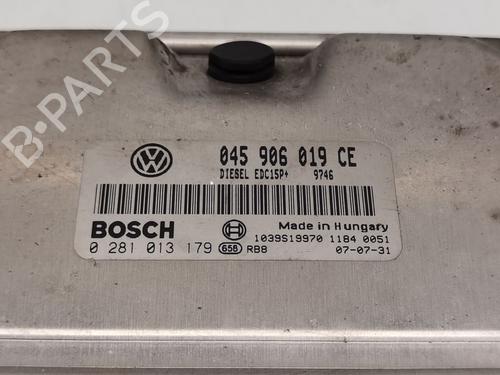 045 906 019 CE
DIESEL EDC15P+ 9746
BOSCH
Made in Hungary
1039S19970 1184 0051
0 281 013 179 658 RB8 07-07-31
B-PARTS